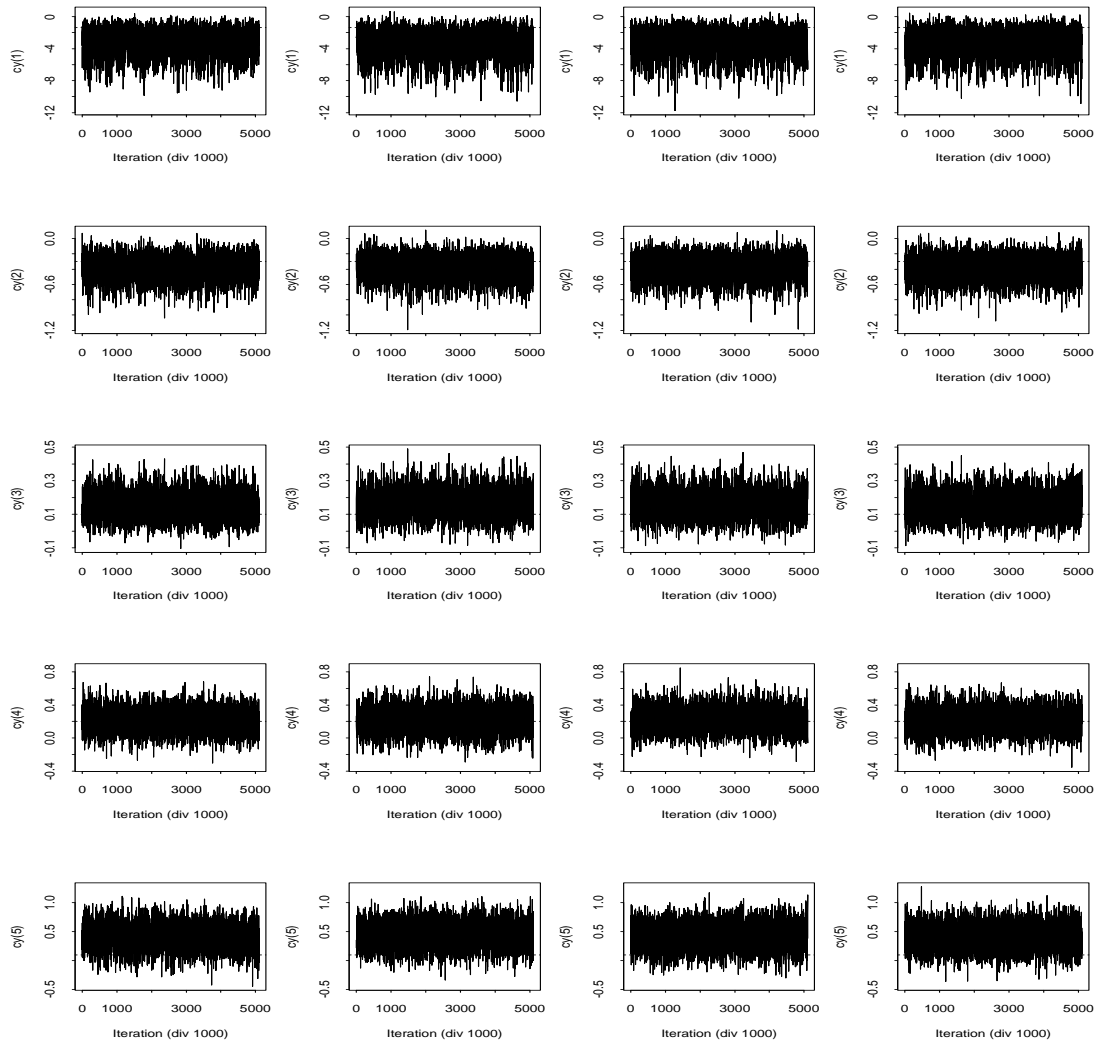 cy(1) cy(1) cy(1) cy(1)
0 0 0 0
-4 -4 -4 -4
-8 -8 -8 -8
-12 -12 -12 -12
0 1000 3000 5000 0 1000 3000 5000 0 1000 3000 5000 0 1000 3000 5000
Iteration (div 1000) Iteration (div 1000) Iteration (div 1000) Iteration (div 1000)
cy(2) cy(2) cy(2) cy(2)
0.0 0.0 0.0 0.0
-0.6 -0.6 -0.6 -0.6
-1.2 -1.2 -1.2 -1.2
0 1000 3000 5000 0 1000 3000 5000 0 1000 3000 5000 0 1000 3000 5000
Iteration (div 1000) Iteration (div 1000) Iteration (div 1000) Iteration (div 1000)
cy(3) cy(3) cy(3) cy(3)
0.5 0.5 0.5 0.5
0.3 0.3 0.3 0.3
0.1 0.1 0.1 0.1
-0.1 -0.1 -0.1 -0.1
0 1000 3000 5000 0 1000 3000 5000 0 1000 3000 5000 0 1000 3000 5000
Iteration (div 1000) Iteration (div 1000) Iteration (div 1000) Iteration (div 1000)
cy(4) cy(4) cy(4) cy(4)
0.8 0.8 0.8 0.8
0.4 0.4 0.4 0.4
0.0 0.0 0.0 0.0
-0.4 -0.4 -0.4 -0.4
0 1000 3000 5000 0 1000 3000 5000 0 1000 3000 5000 0 1000 3000 5000
Iteration (div 1000) Iteration (div 1000) Iteration (div 1000) Iteration (div 1000)
cy(5) cy(5) cy(5) cy(5)
1.0 1.0 1.0 1.0
0.5 0.5 0.5 0.5
-0.5 -0.5 -0.5 -0.5
0 1000 3000 5000 0 1000 3000 5000 0 1000 3000 5000 0 1000 3000 5000
Iteration (div 1000) Iteration (div 1000) Iteration (div 1000) Iteration (div 1000)